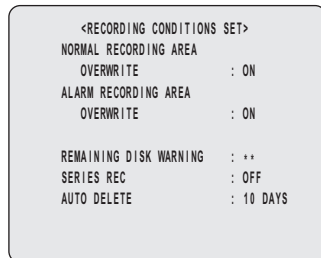 <RECORDING CONDITIONS SET>
NORMAL RECORDING AREA
OVERWRITE : ON
ALARM RECORDING AREA
OVERWRITE : ON
REMAINING DISK WARNING : **
SERIES REC : OFF
AUTO DELETE : 10 DAYS